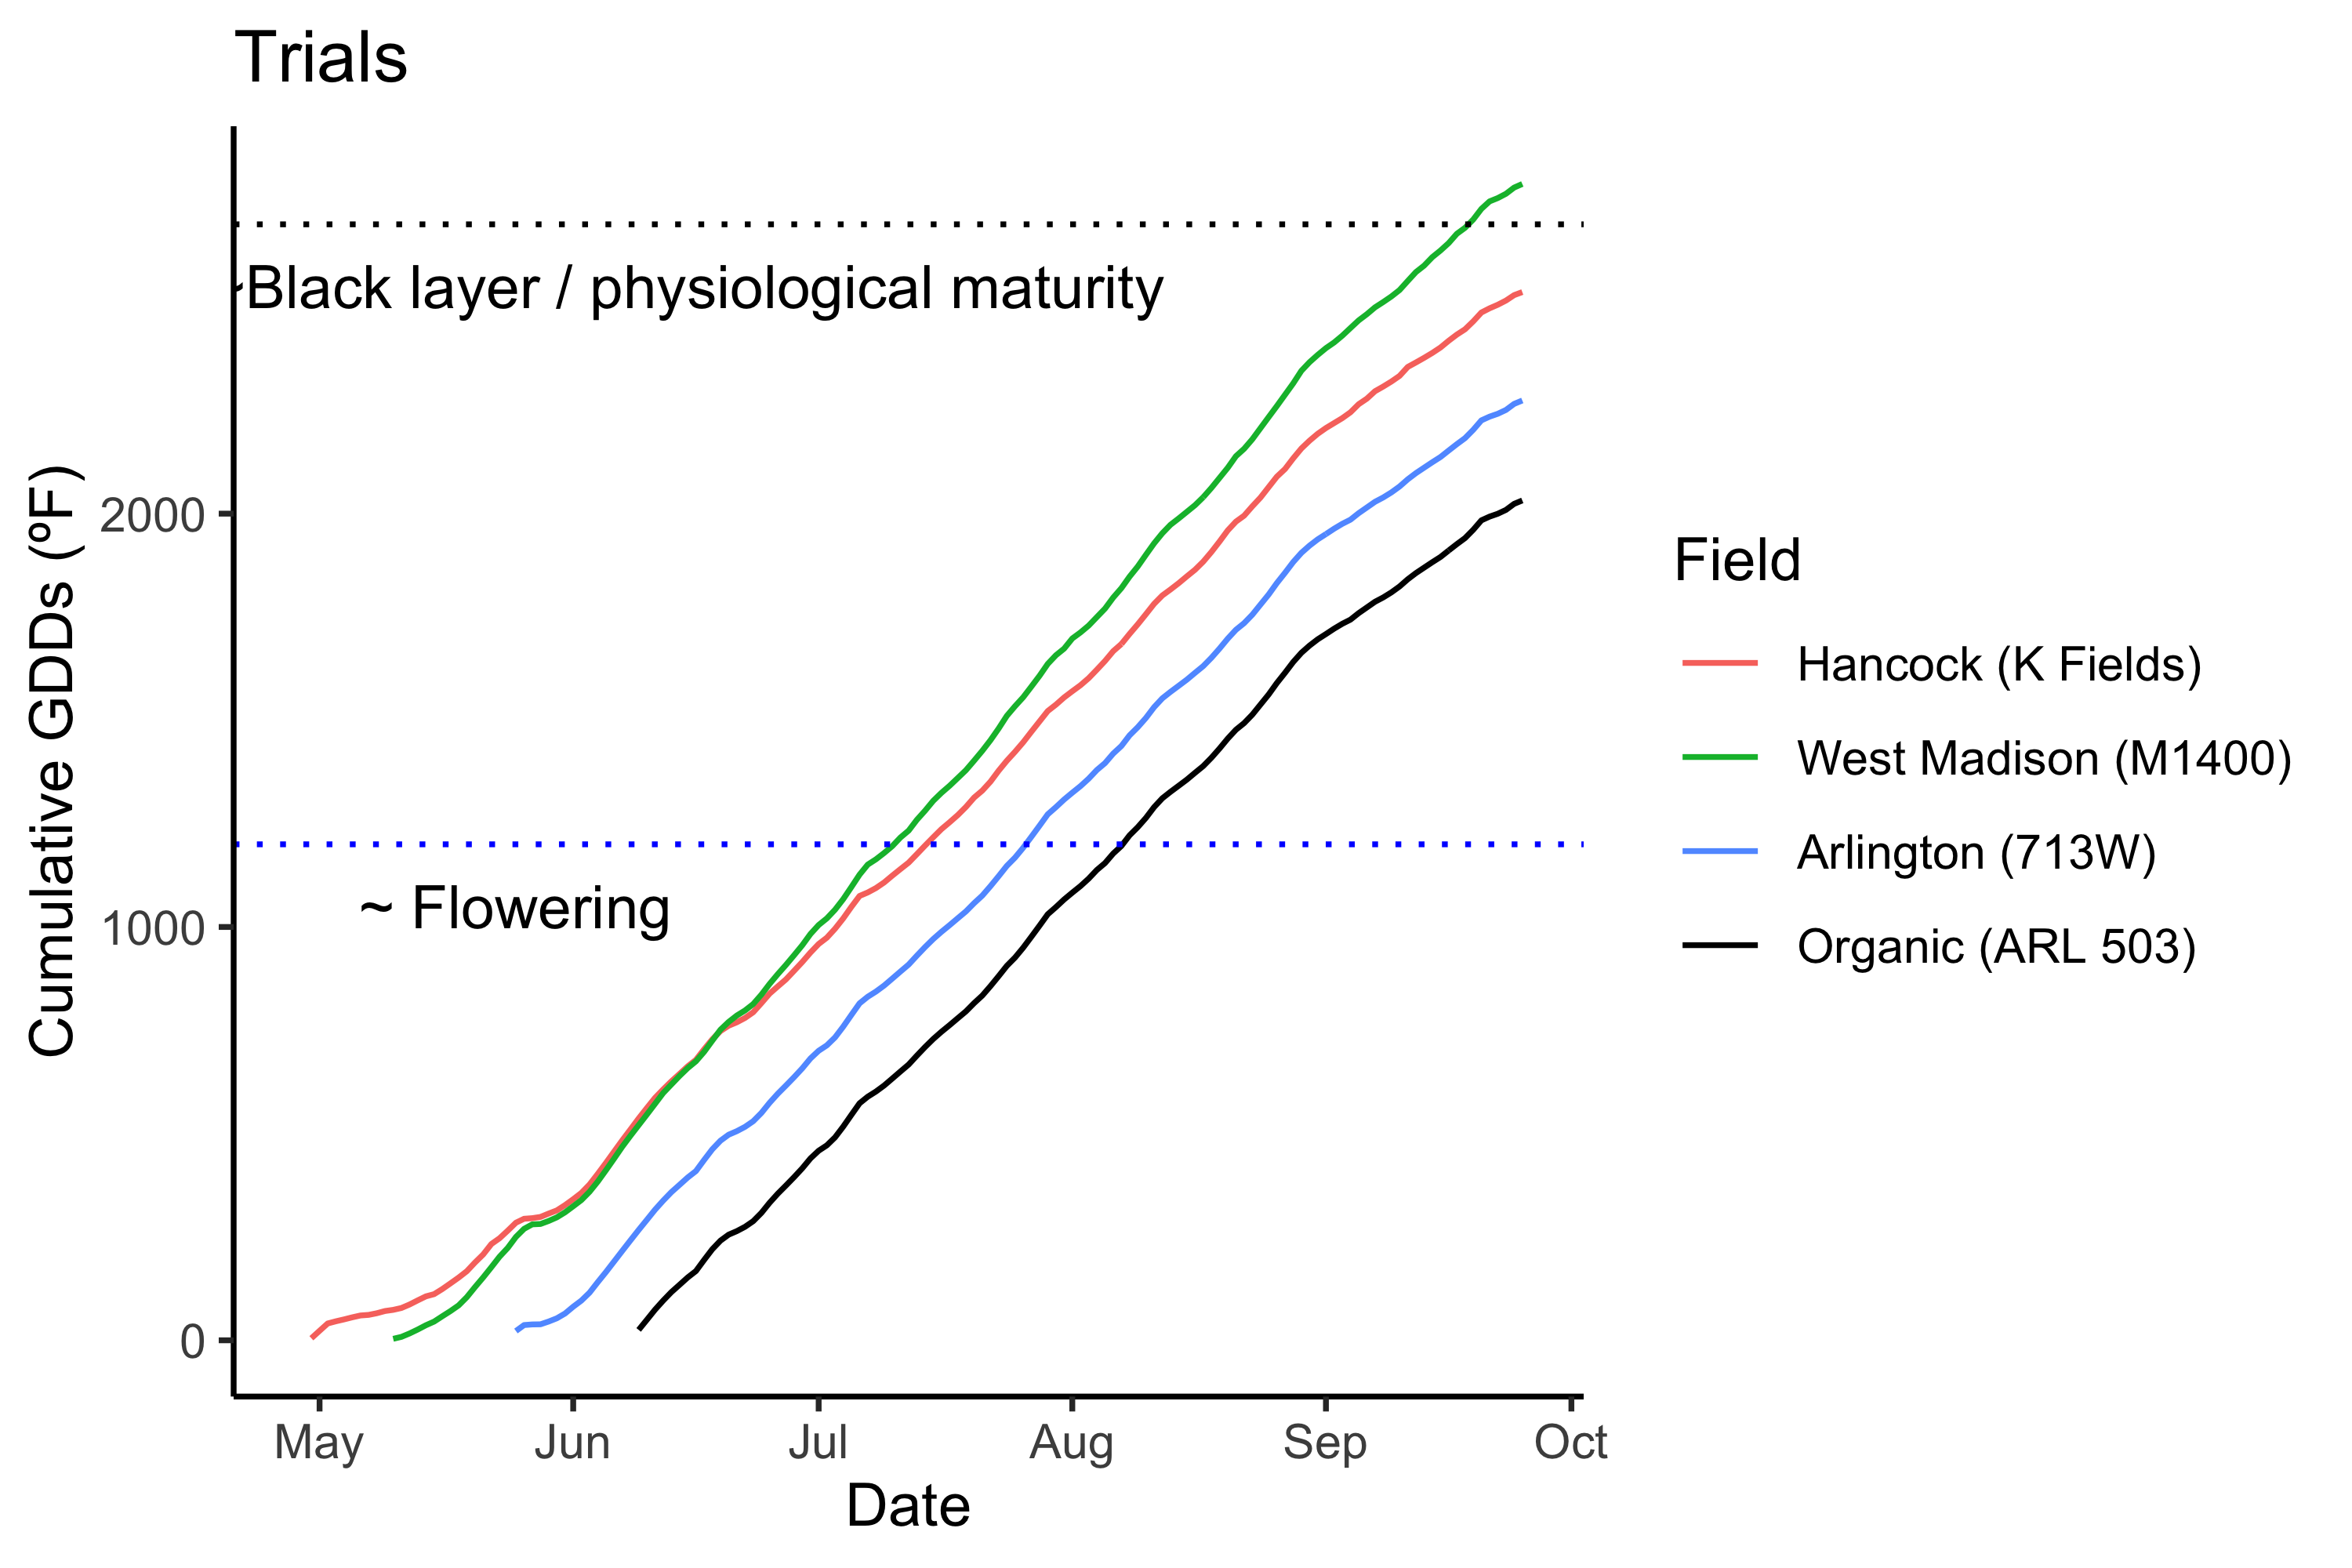 Trials
Cumulative GDDs (ºF)
2000
1000
0
~Black layer / physiological maturity
~ Flowering
May Jun Jul Aug Sep Oct
Date
Field
Hancock (K Fields)
West Madison (M1400)
Arlington (713W)
Organic (ARL 503)